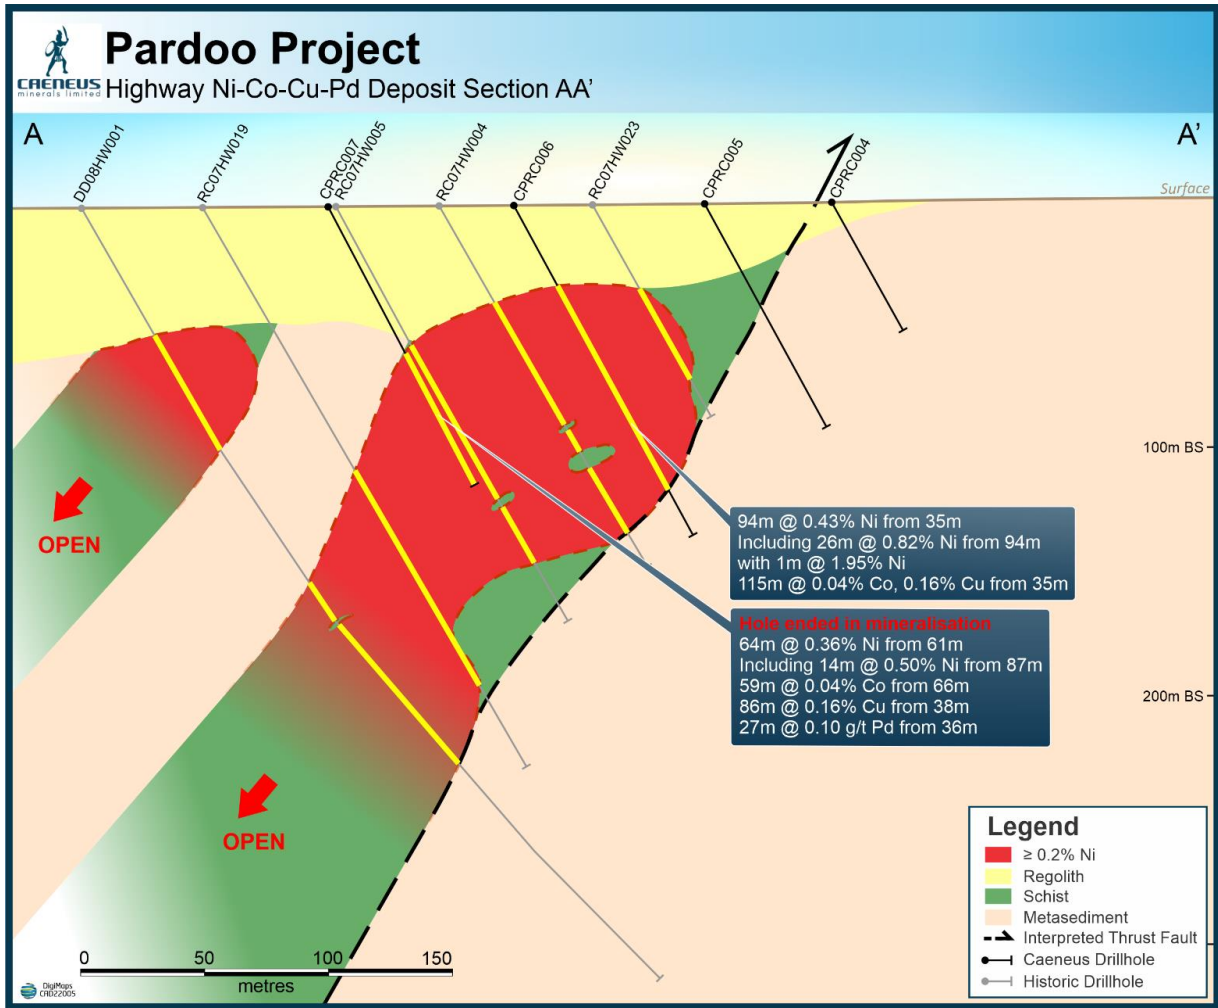 CAENEUS
minerals limited
Pardoo Project
Highway Ni-Co-Cu-Pd Deposit Section AA'
A
A'
DD08HW001
RC07HW019
CPRC007
RC07HW005
RC07HW004
CPRC006
RC07HW023
CPRC005
CPRC004
Surface
100m BS
94m @ 0.43% Ni from 35m
Including 26m @ 0.82% Ni from 94m
with 1m @ 1.95% Ni
115m @ 0.04% Co, 0.16% Cu from 35m
OPEN
Hole ended in mineralisation
64m @ 0.36% Ni from 61m
Including 14m @ 0.50% Ni from 87m
59m @ 0.04% Co from 66m
86m @ 0.16% Cu from 38m
27m @ 0.10 g/t Pd from 36m
200m BS
OPEN
Legend
≥ 0.2% Ni
Regolith
Schist
Metasediment
Interpreted Thrust Fault
Caeneus Drillhole
Historic Drillhole
0 50 100 150
metres
DigiMaps
CAD22005